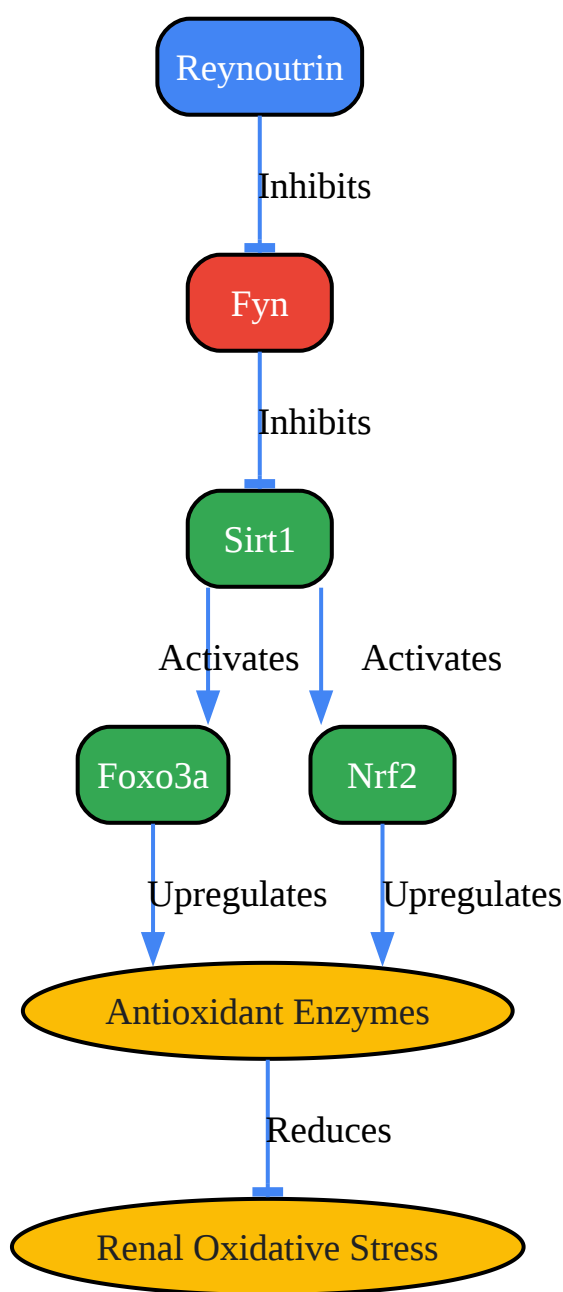 Reynoutrin
Inhibits
Fyn
Inhibits
Sirt1
Activates
Activates
Foxo3a
Nrf2
Upregulates
Upregulates
Antioxidant Enzymes
Reduces
Renal Oxidative Stress